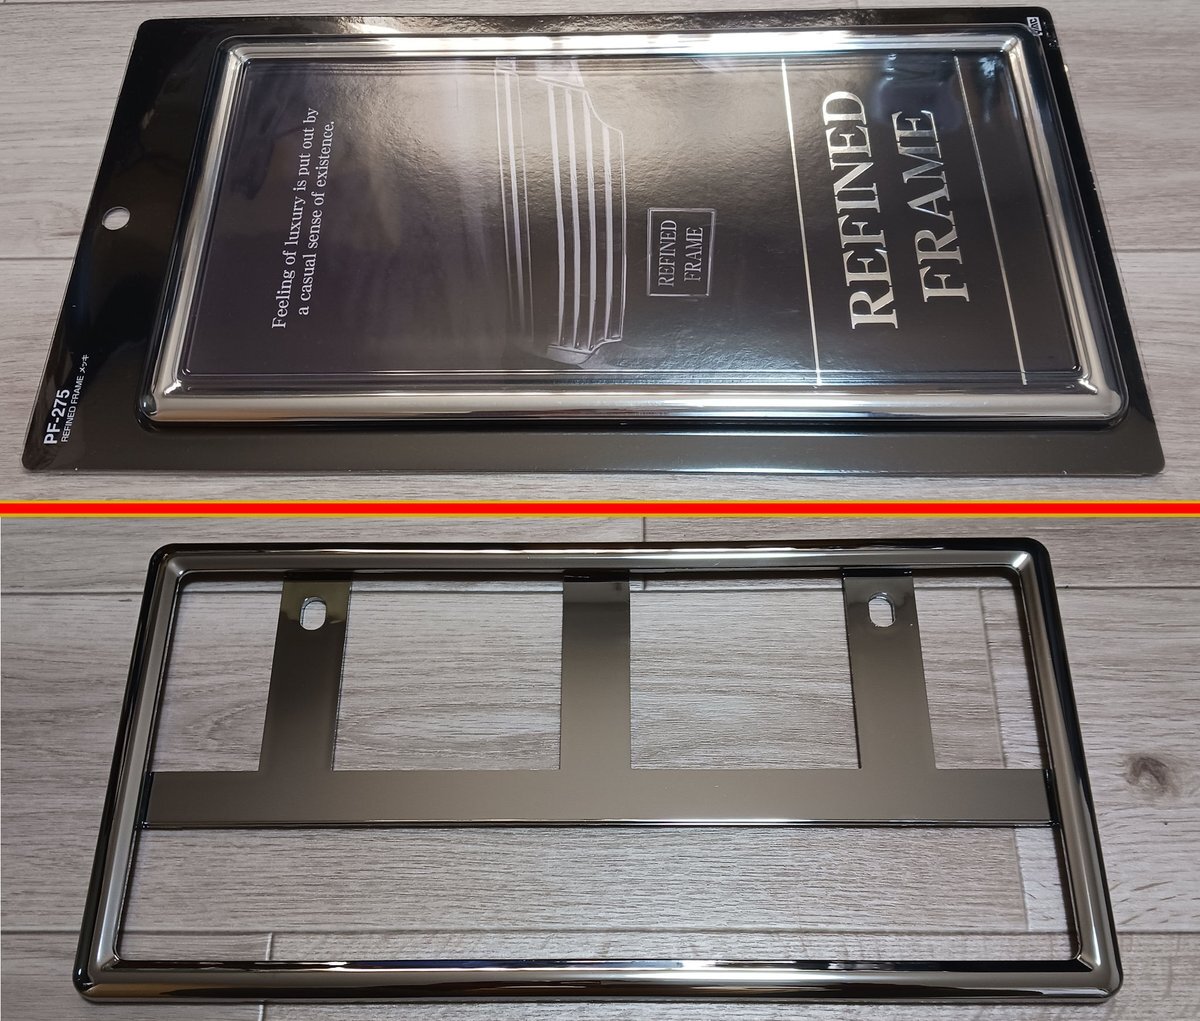 Feeling of luxury is put out by
a casual sense of existence.
REFINED
FRAME
REFINED
FRAME
PF-275
REFINED FRAME メッキ